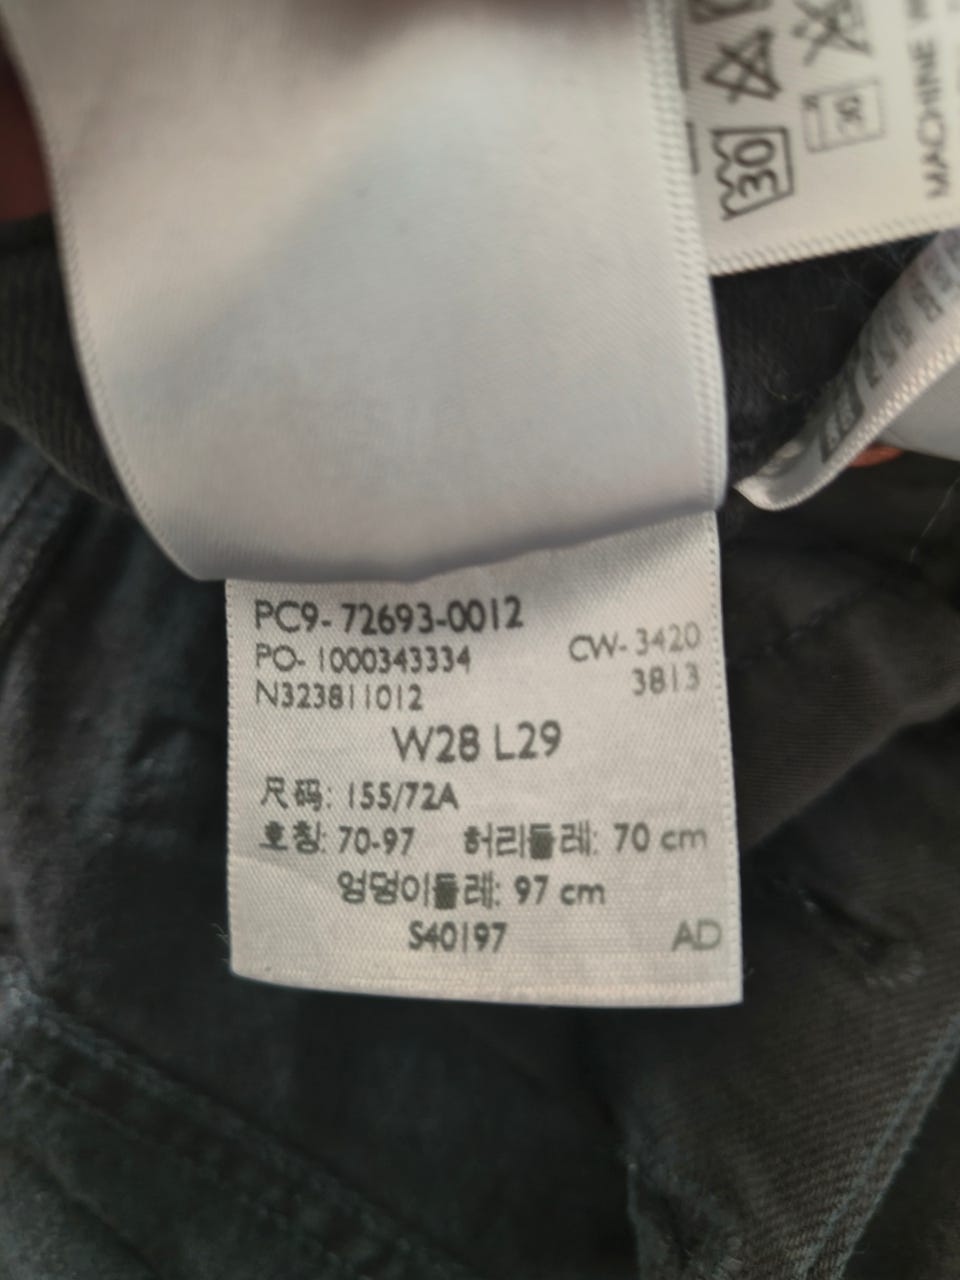 30
30
MACHINE
PC9- 72693-0012
PO- 1000343334
CW- 3420
N323811012
3813
W28 L29
尺码: 155/72A
호칭: 70-97 허리둘레: 70 cm
엉덩이둘레: 97 cm
S40197
AD